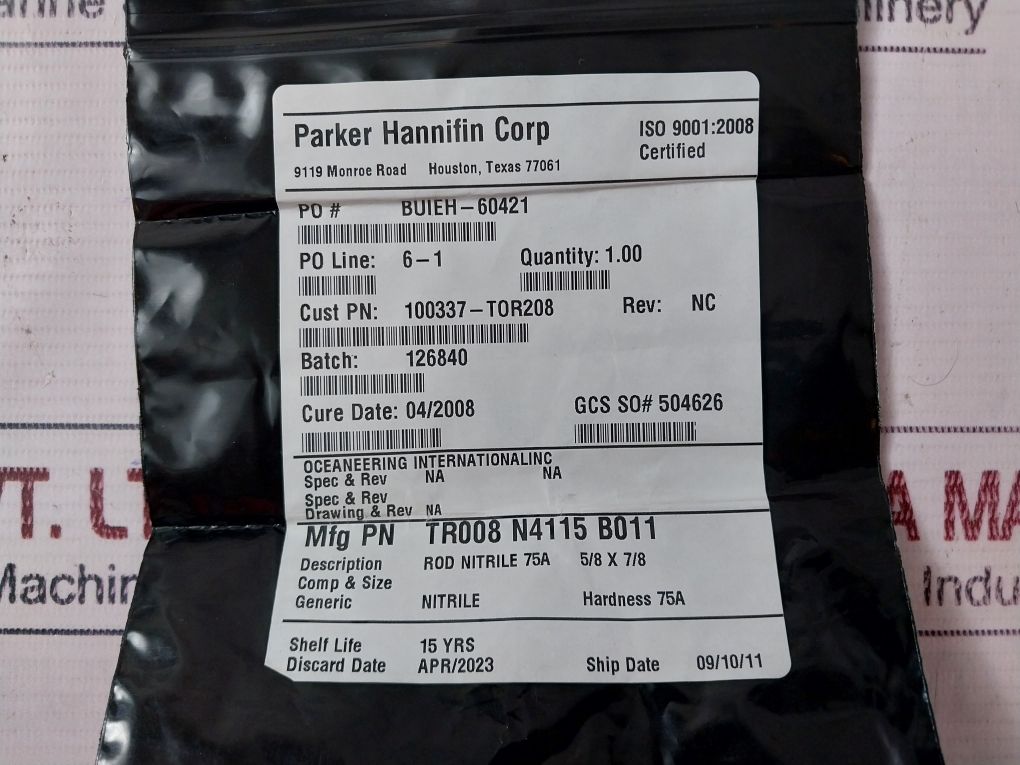 Parker Hannifin Corp ISO 9001:2008
Certified
9119 Monroe Road Houston, Texas 77061
PO # BUIEH-60421
PO Line: 6-1 Quantity: 1.00
Cust PN: 100337-TOR208 Rev: NC
Batch: 126840
Cure Date: 04/2008 GCS SO# 504626
OCEANEERING INTERNATIONALINC
Spec & Rev NA NA
Spec & Rev
Drawing & Rev NA
Mfg PN TR008 N4115 B011
Description ROD NITRILE 75A 5/8 X 7/8
Comp & Size
Generic NITRILE Hardness 75A
Shelf Life 15 YRS
Discard Date APR/2023 Ship Date 09/10/11